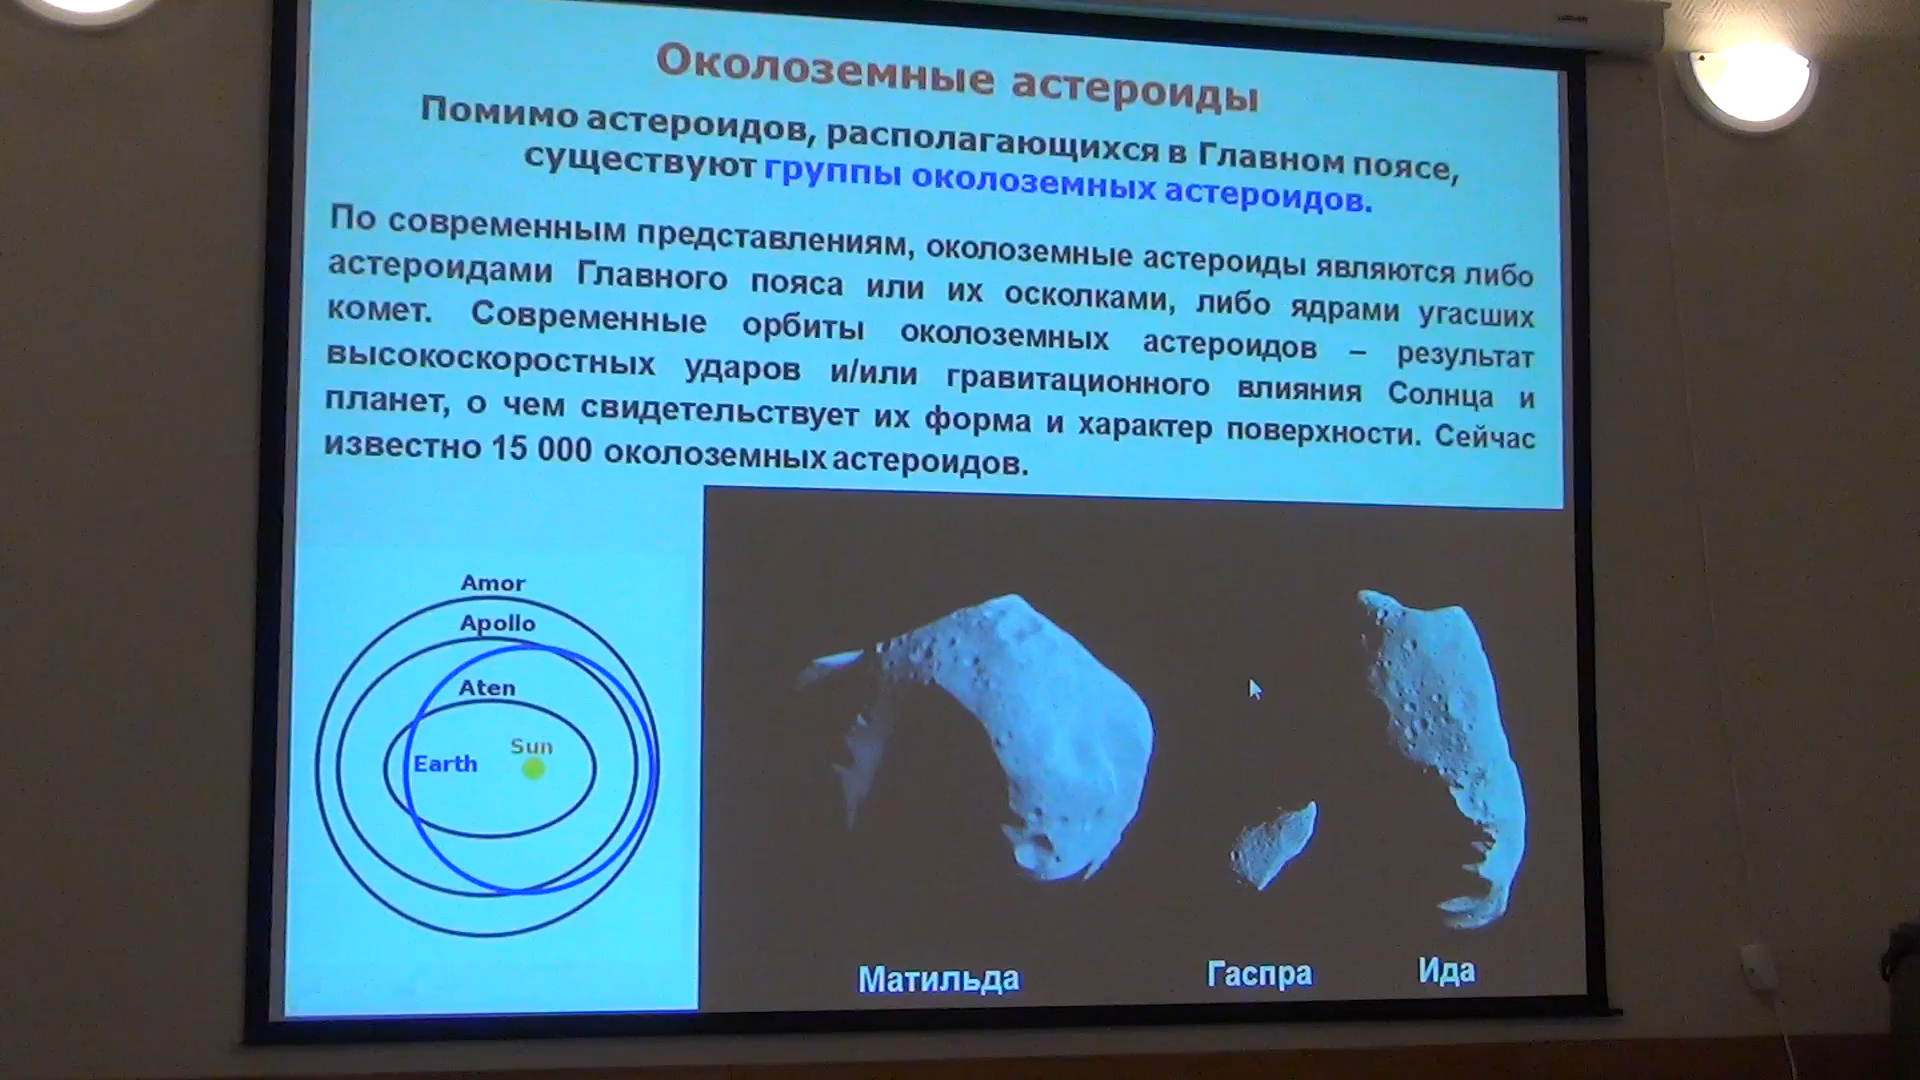 Околоземные астероиды
Помимо астероидов, располагающихся в Главном поясе,
существуют группы околоземных астероидов.
По современным представлениям, околоземные астероиды являются либо
астероидами Главного пояса или их осколками, либо ядрами угасших
комет. Современные орбиты околоземных астероидов – результат
высокоскоростных ударов и/или гравитационного влияния Солнца и
планет, о чем свидетельствует их форма и характер поверхности. Сейчас
известно 15 000 околоземных астероидов.
Amor
Apollo
Aten
Sun
Earth
Матильда
Гаспра
Ида